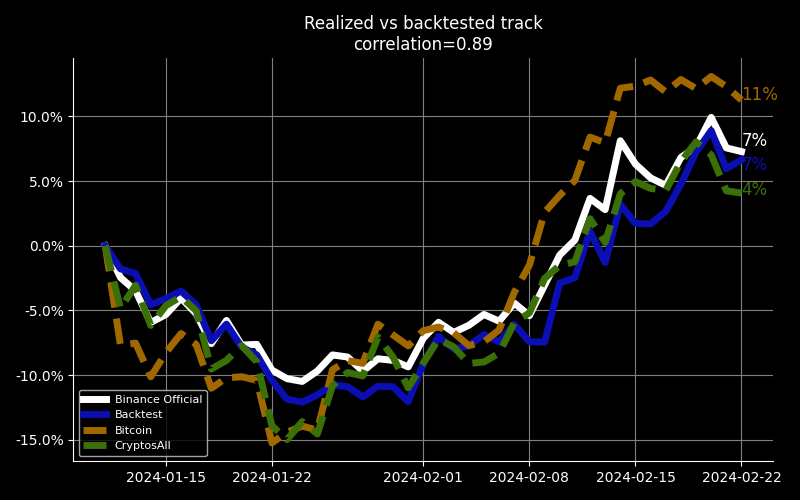 Realized vs backtested track
correlation=0.89
10.0%
5.0%
0.0%
-5.0%
-10.0%
-15.0%
11%
7%
7%
4%
Binance Official
Backtest
Bitcoin
CryptosAll
2024-01-15
2024-01-22
2024-02-01
2024-02-08
2024-02-15
2024-02-22